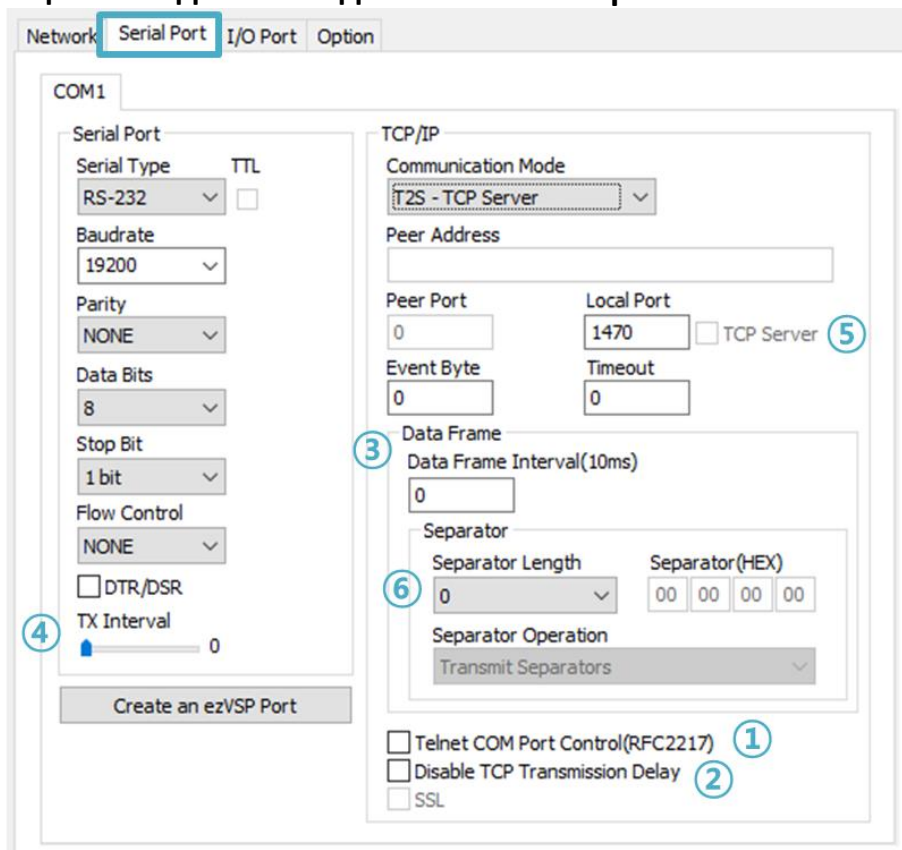 Network Serial Port I/O Port Option
COM1
Serial Port
Serial Type TTL
RS-232
Baudrate
19200
Parity
NONE
Data Bits
8
Stop Bit
1 bit
Flow Control
NONE
DTR/DSR
④ TX Interval
0
Create an ezVSP Port
TCP/IP
Communication Mode
T2S - TCP Server
Peer Address
Peer Port Local Port
0 1470 TCP Server ⑤
Event Byte Timeout
0 0
③ Data Frame
Data Frame Interval(10ms)
0
Separator
Separator Length Separator(HEX)
⑥ 0 00 00 00 00
Separator Operation
Transmit Separators
Telnet COM Port Control(RFC2217) ①
Disable TCP Transmission Delay ②
SSL